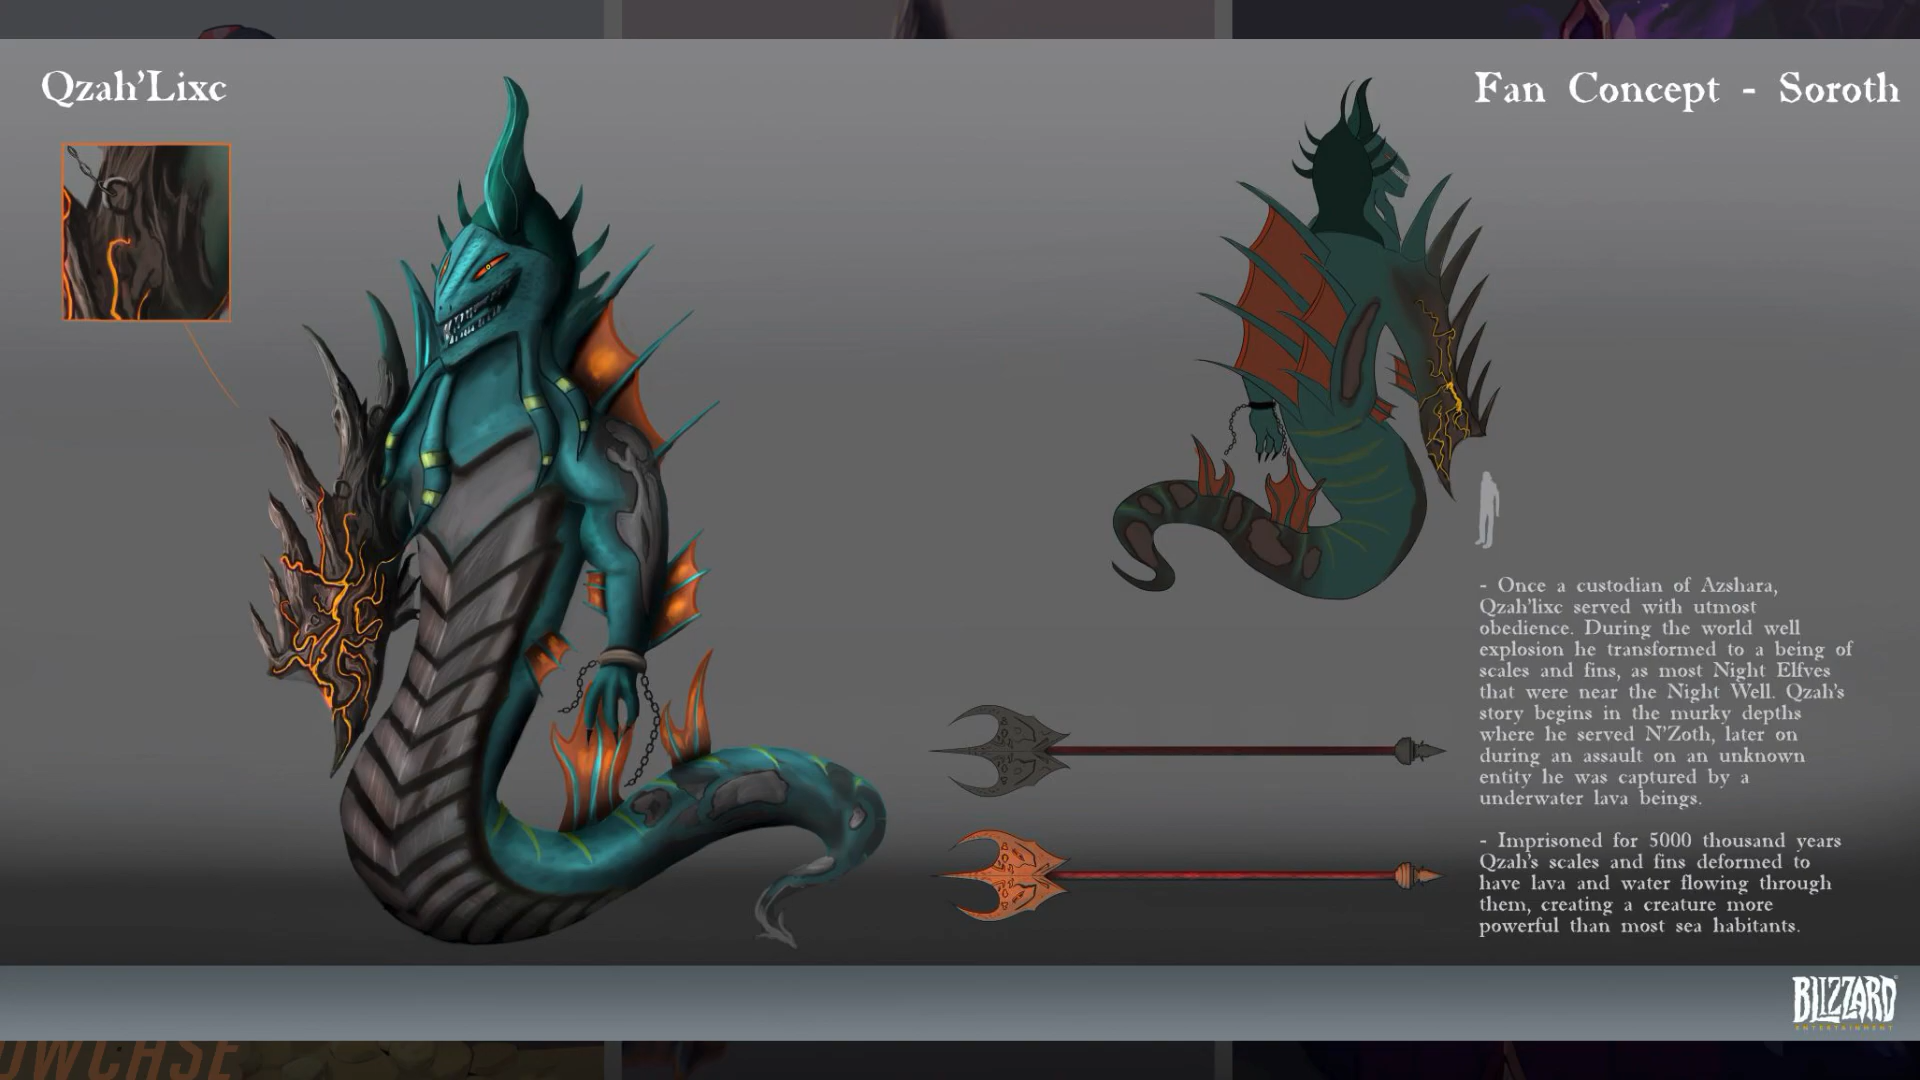 Qzah'Lixc
Fan Concept - Soroth
- Once a custodian of Azshara,
Qzah'lixc served with utmost
obedience. During the world well
explosion he transformed to a being of
scales and fins, as most Night Elfves
that were near the Night Well. Qzah's
story begins in the murky depths
where he served N'Zoth, later on
during an assault on an unknown
entity he was captured by a
underwater lava beings.
- Imprisoned for 5000 thousand years
Qzah's scales and fins deformed to
have lava and water flowing through
them, creating a creature more
powerful than most sea habitants.
BLIZZARD
ENTERTAINMENT
OWCASE